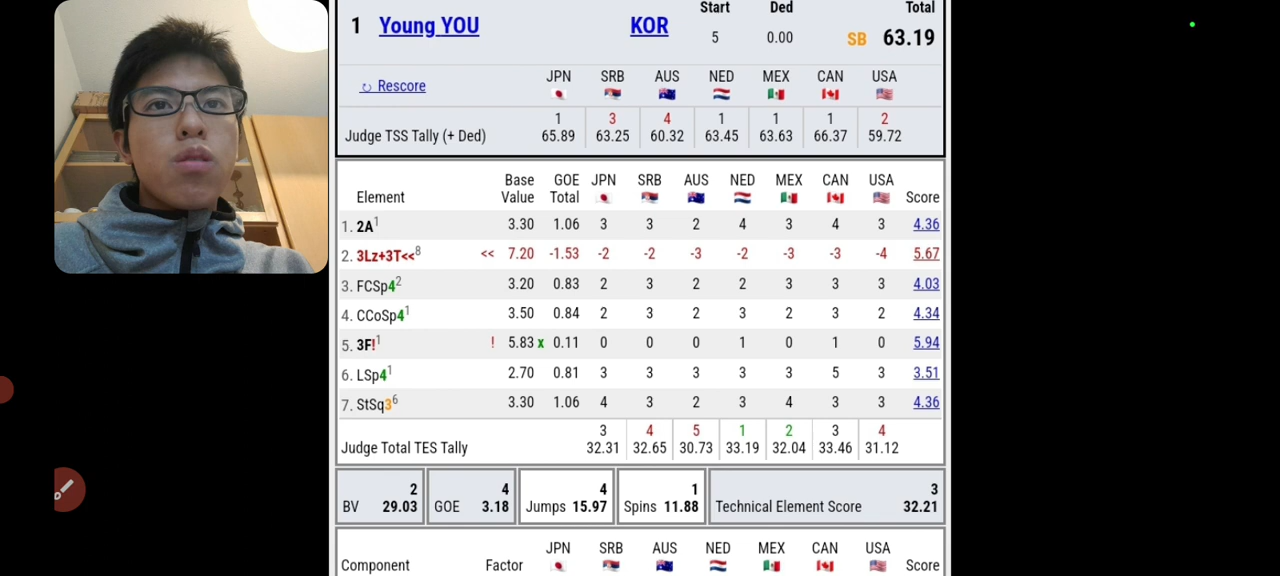 Start Ded Total
1 Young YOU KOR 5 0.00 SB 63.19
JPN SRB AUS NED MEX CAN USA
↻ Rescore
1 3 4 1 1 1 2
Judge TSS Tally (+ Ded) 65.89 63.25 60.32 63.45 63.63 66.37 59.72
Base GOE JPN SRB AUS NED MEX CAN USA
Element Value Total Score
1. 2A1 3.30 1.06 3 3 2 4 3 4 3 4.36
2. 3Lz+3T<<8 << 7.20 -1.53 -2 -2 -3 -2 -3 -3 -4 5.67
3. FCSp42 3.20 0.83 2 3 2 2 3 3 3 4.03
4. CCoSp41 3.50 0.84 2 3 2 3 2 3 2 4.34
5. 3F!1 ! 5.83 x 0.11 0 0 0 1 0 1 0 5.94
6. LSp41 2.70 0.81 3 3 3 3 3 5 3 3.51
7. StSq36 3.30 1.06 4 3 2 3 4 3 3 4.36
3 4 5 1 2 3 4
Judge Total TES Tally 32.31 32.65 30.73 33.19 32.04 33.46 31.12
2 4 4 1 3
BV 29.03 GOE 3.18 Jumps 15.97 Spins 11.88 Technical Element Score 32.21
JPN SRB AUS NED MEX CAN USA
Component Factor Score